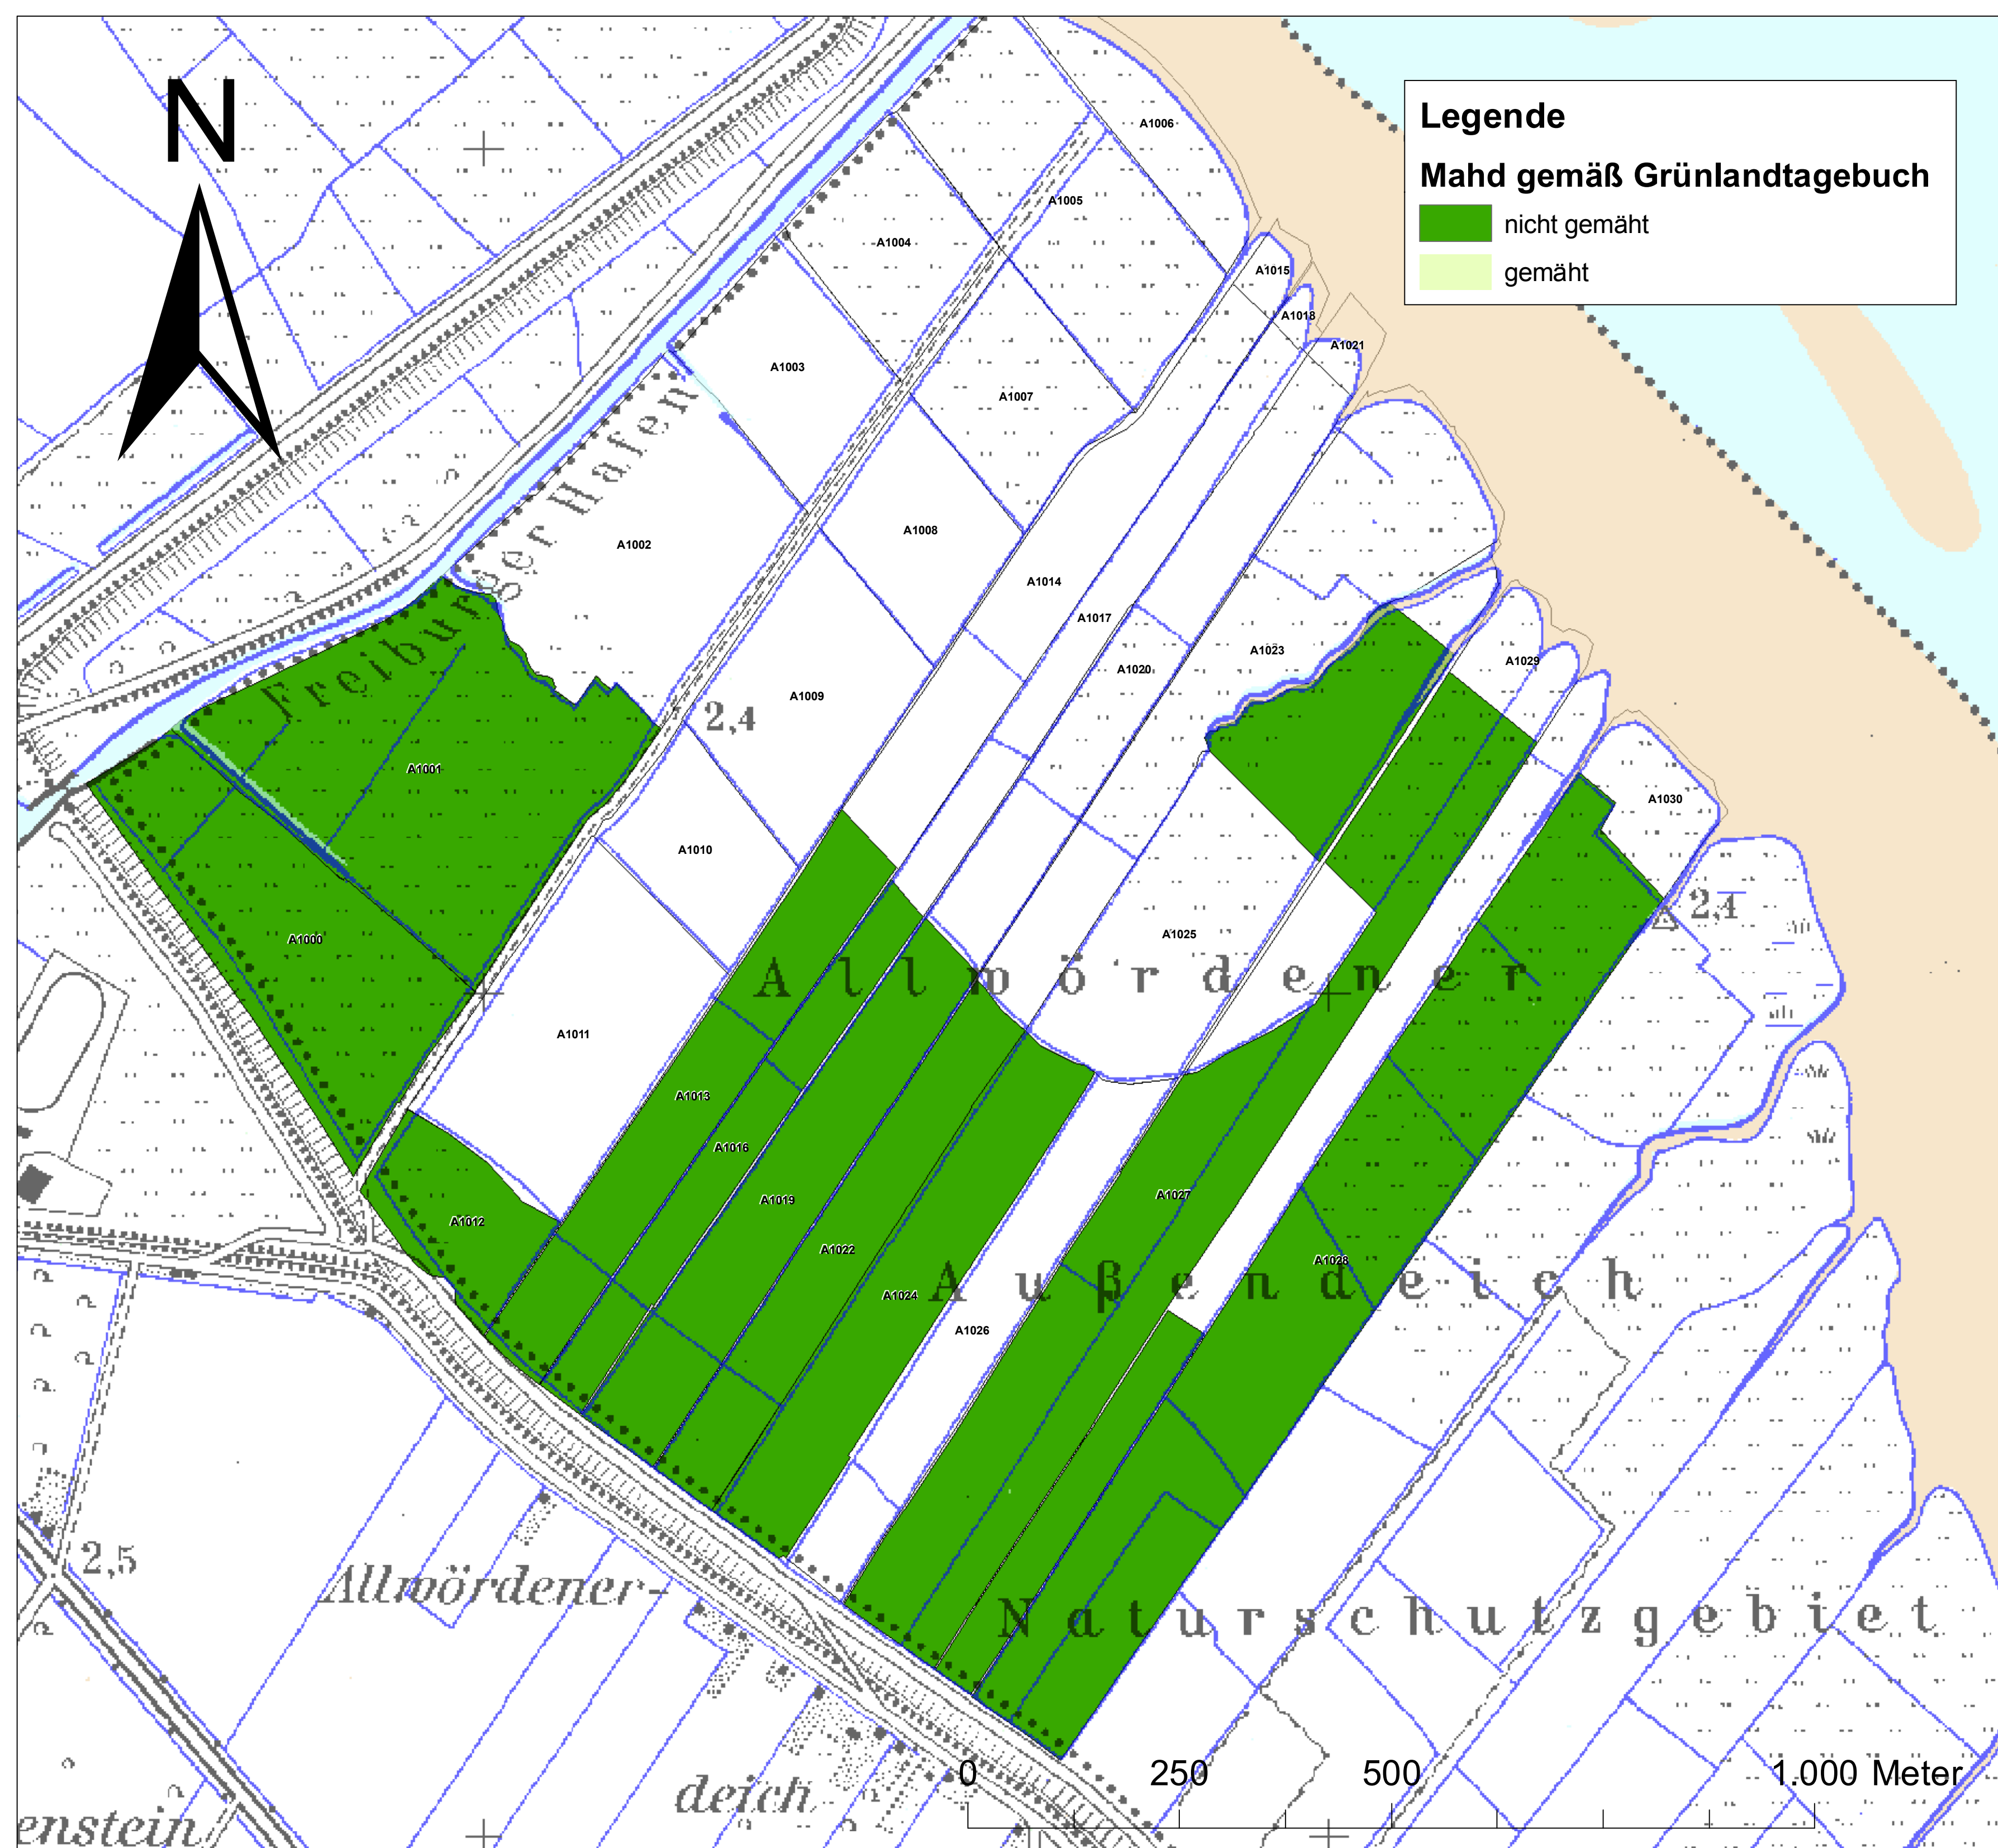 N
Legende
Mahd gemäß Grünlandtagebuch
nicht gemäht
gemäht
A1006
A1005
A1004
A1015
A1018
A1021
A1003
A1007
A1002
A1008
A1014
A1017
A1020
A1023
A1029
A1009
2,4
Freiburger Hafen
A1001
A1030
A1010
2,4
A1000
A1025
Allwördener
A1011
A1013
A1016
A1027
A1019
A1012
A1022
A1028
Außendeich
A1024
A1026
2,5
Allwördener-
Naturschutzgebiet
deich
0 250 500 1.000 Meter
enstein